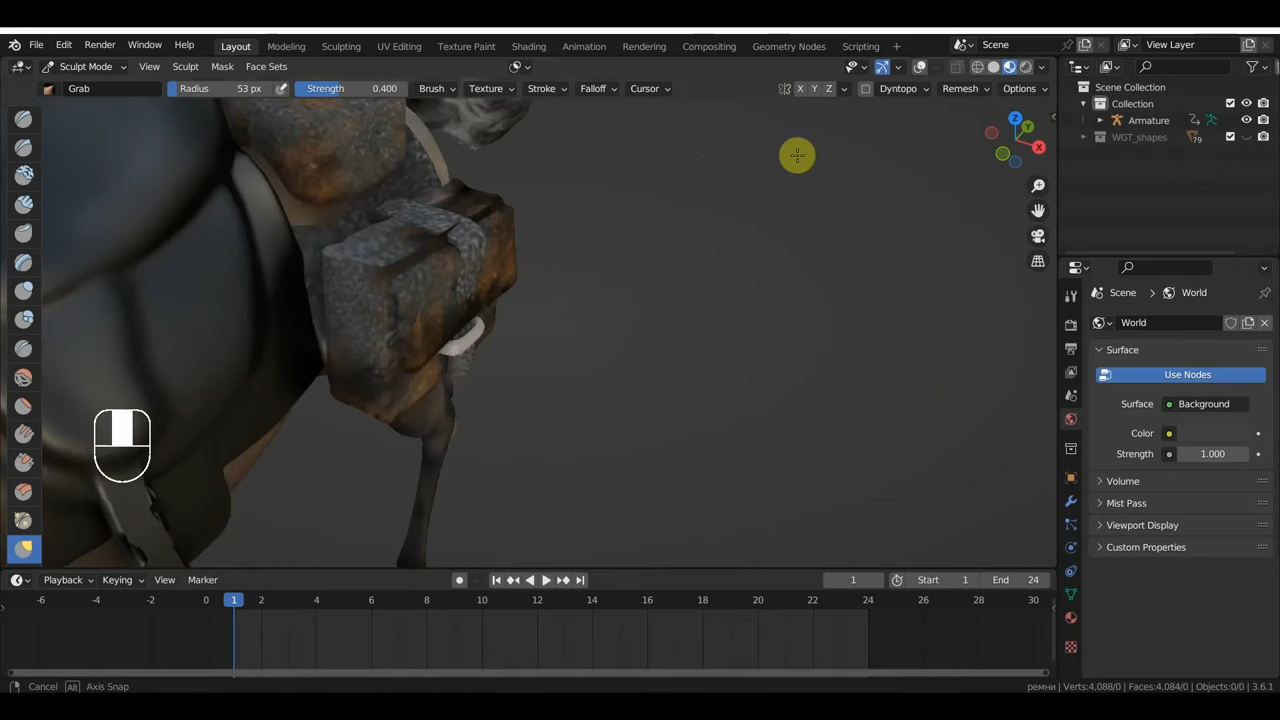 File Edit Render Window Help Layout Modeling Sculpting UV Editing Texture Paint Shading Animation Rendering Compositing Geometry Nodes Scripting + Scene View Layer
Sculpt Mode View Sculpt Mask Face Sets
Grab Radius 53 px Strength 0.400 Brush Texture Stroke Falloff Cursor X Y Z Dyntopo Remesh Options
Scene Collection
Collection
Armature
WGT_shapes 79
Z
Y
X
Scene > World
World
Surface
Use Nodes
Surface Background
Color
Strength 1.000
Volume
Mist Pass
Viewport Display
Custom Properties
Playback Keying View Marker 1 Start 1 End 24
-6 -4 -2 0 1 2 4 6 8 10 12 14 16 18 20 22 24 26 28 30
Cancel Alt Axis Snap ремни | Verts:4,088/0 | Faces:4,084/0 | Objects:0/0 | 3.6.1